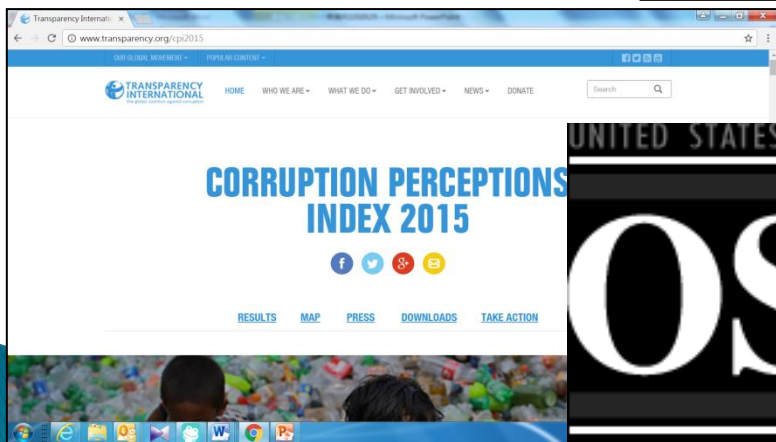 Transparency Internatic
www.transparency.org/cpi2015
OUR GLOBAL MOVEMENT
POPULAR CONTENT
TRANSPARENCY
INTERNATIONAL
the global coalition against corruption
HOME WHO WE ARE WHAT WE DO GET INVOLVED NEWS DONATE
Search
UNITED STATES
OS
CORRUPTION PERCEPTIONS
INDEX 2015
RESULTS MAP PRESS DOWNLOADS TAKE ACTION